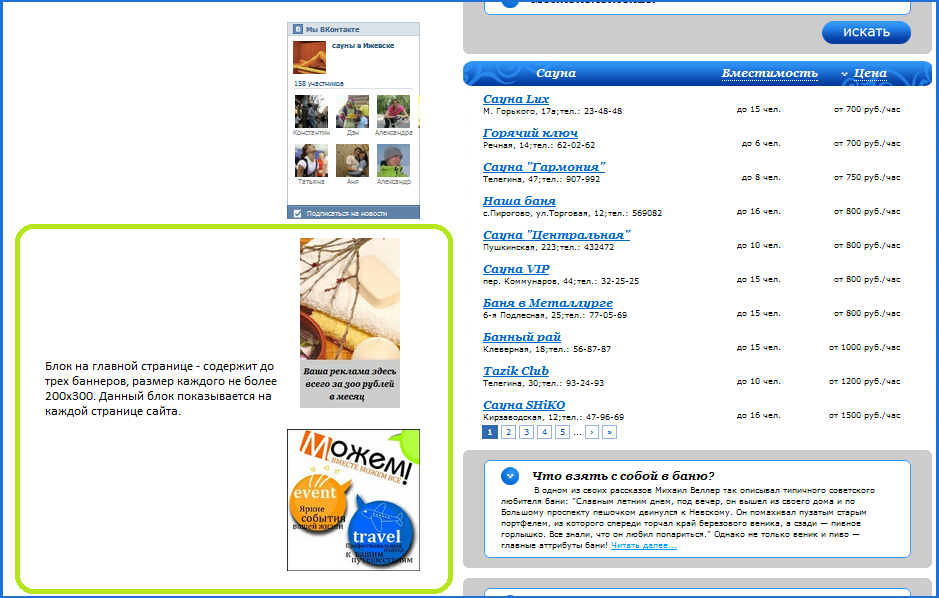 Мы ВКонтакте
сауны в Ижевске
158 участников
Константин Дэн Александра
Татьяна Аня Александр
Подписаться на новости
Блок на главной странице - содержит до
трех баннеров, размер каждого не более
200x300. Данный блок показывается на
каждой странице сайта.
Ваша реклама здесь
всего за 300 рублей
в месяц
Можем!
ВМЕСТЕ МОЖЕМ ВСЕ
event
Яркие
события
вашей жизни
travel
Профессиональный
подход
к вашим
путешествиям
искать
Сауна Вместимость Цена
Сауна Lux
М. Горького, 17а;тел.: 23-48-48 до 15 чел. от 700 руб./час
Горячий ключ
Речная, 14;тел.: 62-02-62 до 6 чел. от 700 руб./час
Сауна "Гармония"
Телегина, 47;тел.: 907-992 до 8 чел. от 750 руб./час
Наша баня
с.Пирогово, ул.Торговая, 12;тел.: 569082 до 16 чел. от 800 руб./час
Сауна "Центральная"
Пушкинская, 223;тел.: 432472 до 10 чел. от 800 руб./час
Сауна VIP
пер. Коммунаров, 44;тел.: 32-25-25 до 15 чел. от 800 руб./час
Баня в Металлурге
6-я Подлесная, 25;тел.: 77-05-69 до 15 чел. от 800 руб./час
Банный рай
Клеверная, 18;тел.: 56-87-87 до 15 чел. от 1000 руб./час
Tazik Club
Телегина, 30;тел.: 93-24-93 до 10 чел. от 1200 руб./час
Сауна SHiKO
Кирзаводская, 12;тел.: 47-96-69 до 16 чел. от 1500 руб./час
1 2 3 4 5 ... › »
Что взять с собой в баню?
В одном из своих рассказов Михаил Веллер так описывал типичного советского
любителя бани: "Славным летним днем, под вечер, он вышел из своего дома и по
Большому проспекту пешочком двинулся к Невскому. Он помахивал пузатым старым
портфелем, из которого спереди торчал край березового веника, а сзади — пивное
горлышко. Все знали, что он любил попариться." Однако не только веник и пиво —
главные аттрибуты бани! Читать далее...